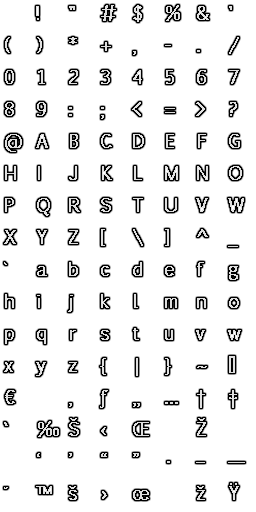 ! " # $ % & '
( ) * + , - . /
0 1 2 3 4 5 6 7
8 9 : ; < = > ?
@ A B C D E F G
H I J K L M N O
P Q R S T U V W
X Y Z [ \ ] ^ _
` a b c d e f g
h i j k l m n o
p q r s t u v w
x y z { | } ~
€ ‚ ƒ „ … † ‡
‰ Š ‹ Œ Ž
‘ ’ “ ” . – —
™ š › œ ž Ÿ